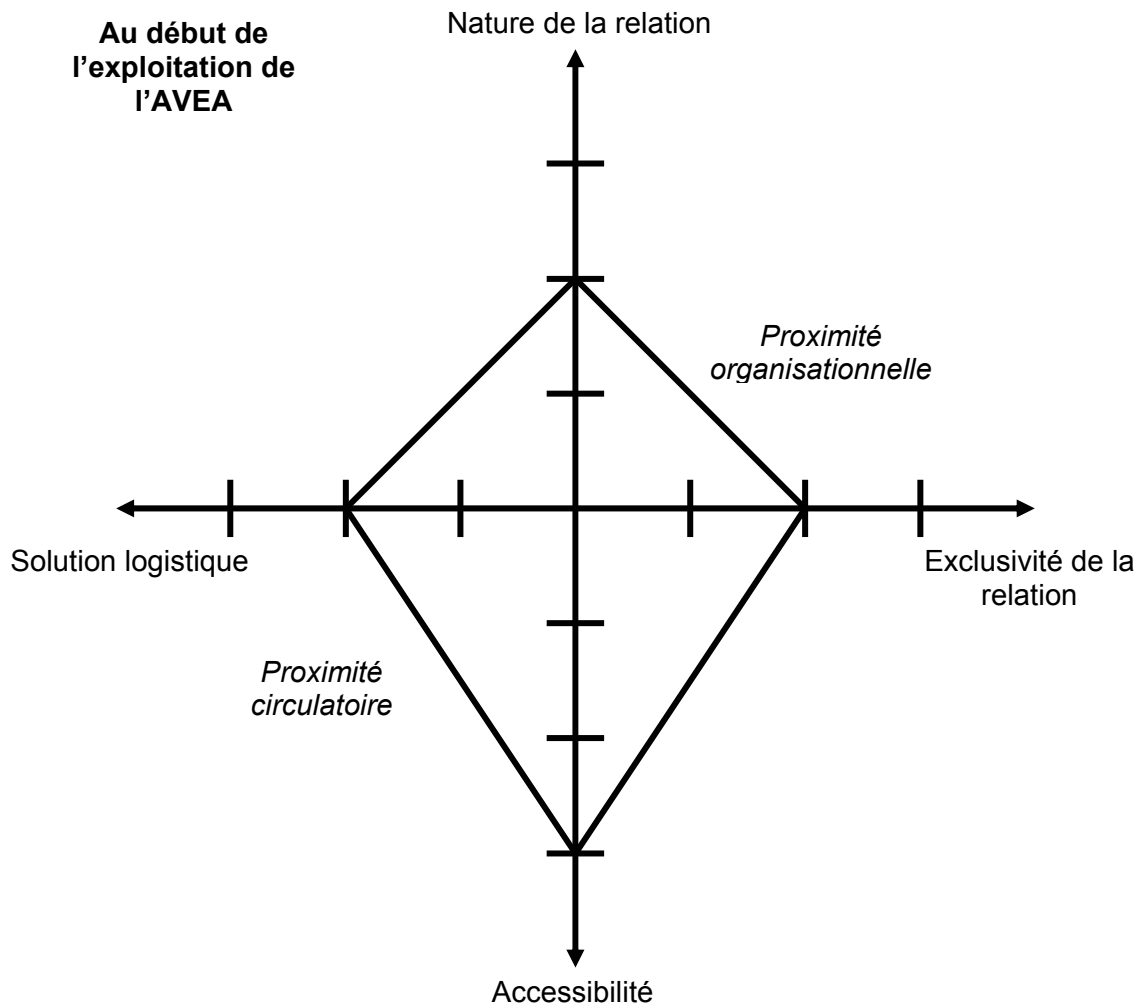 Au début de
l’exploitation de
l’AVEA
Nature de la relation
Proximité
organisationnelle
Solution logistique
Exclusivité de la
relation
Proximité
circulatoire
Accessibilité